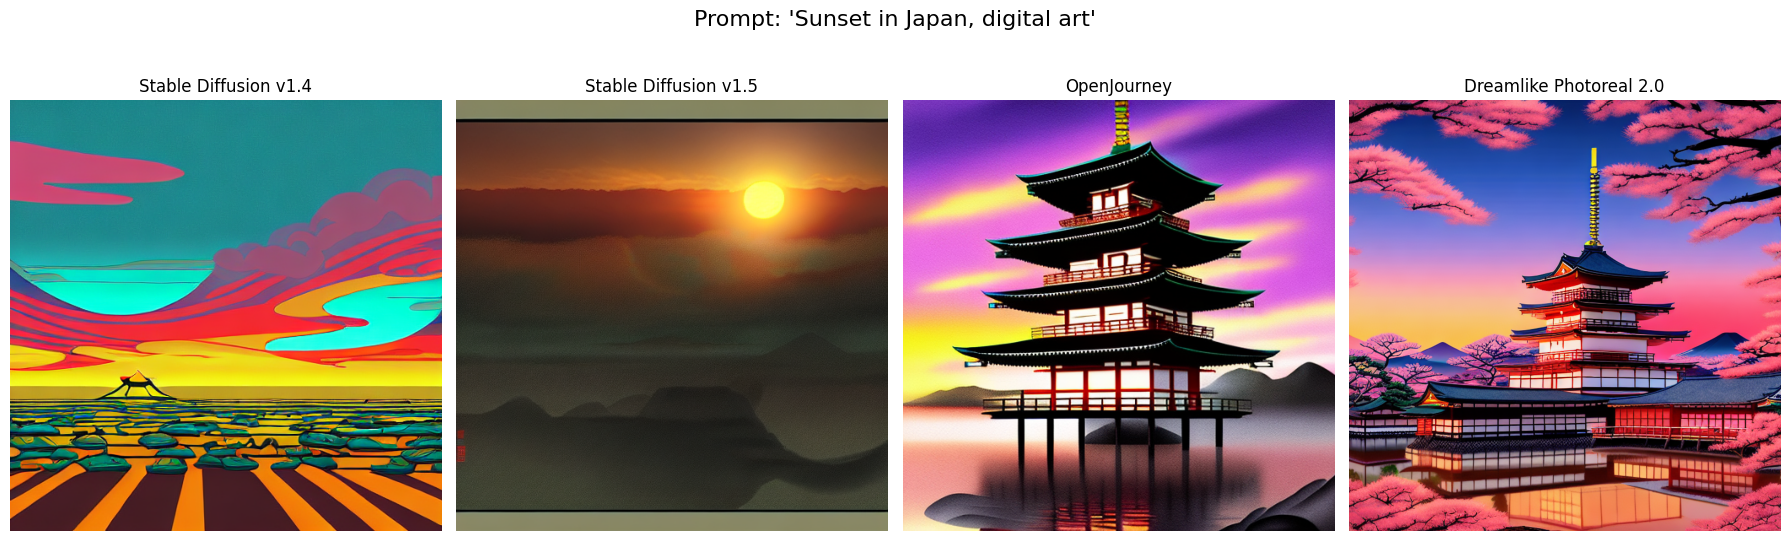 Prompt: 'Sunset in Japan, digital art'
Stable Diffusion v1.4
Stable Diffusion v1.5
OpenJourney
Dreamlike Photoreal 2.0